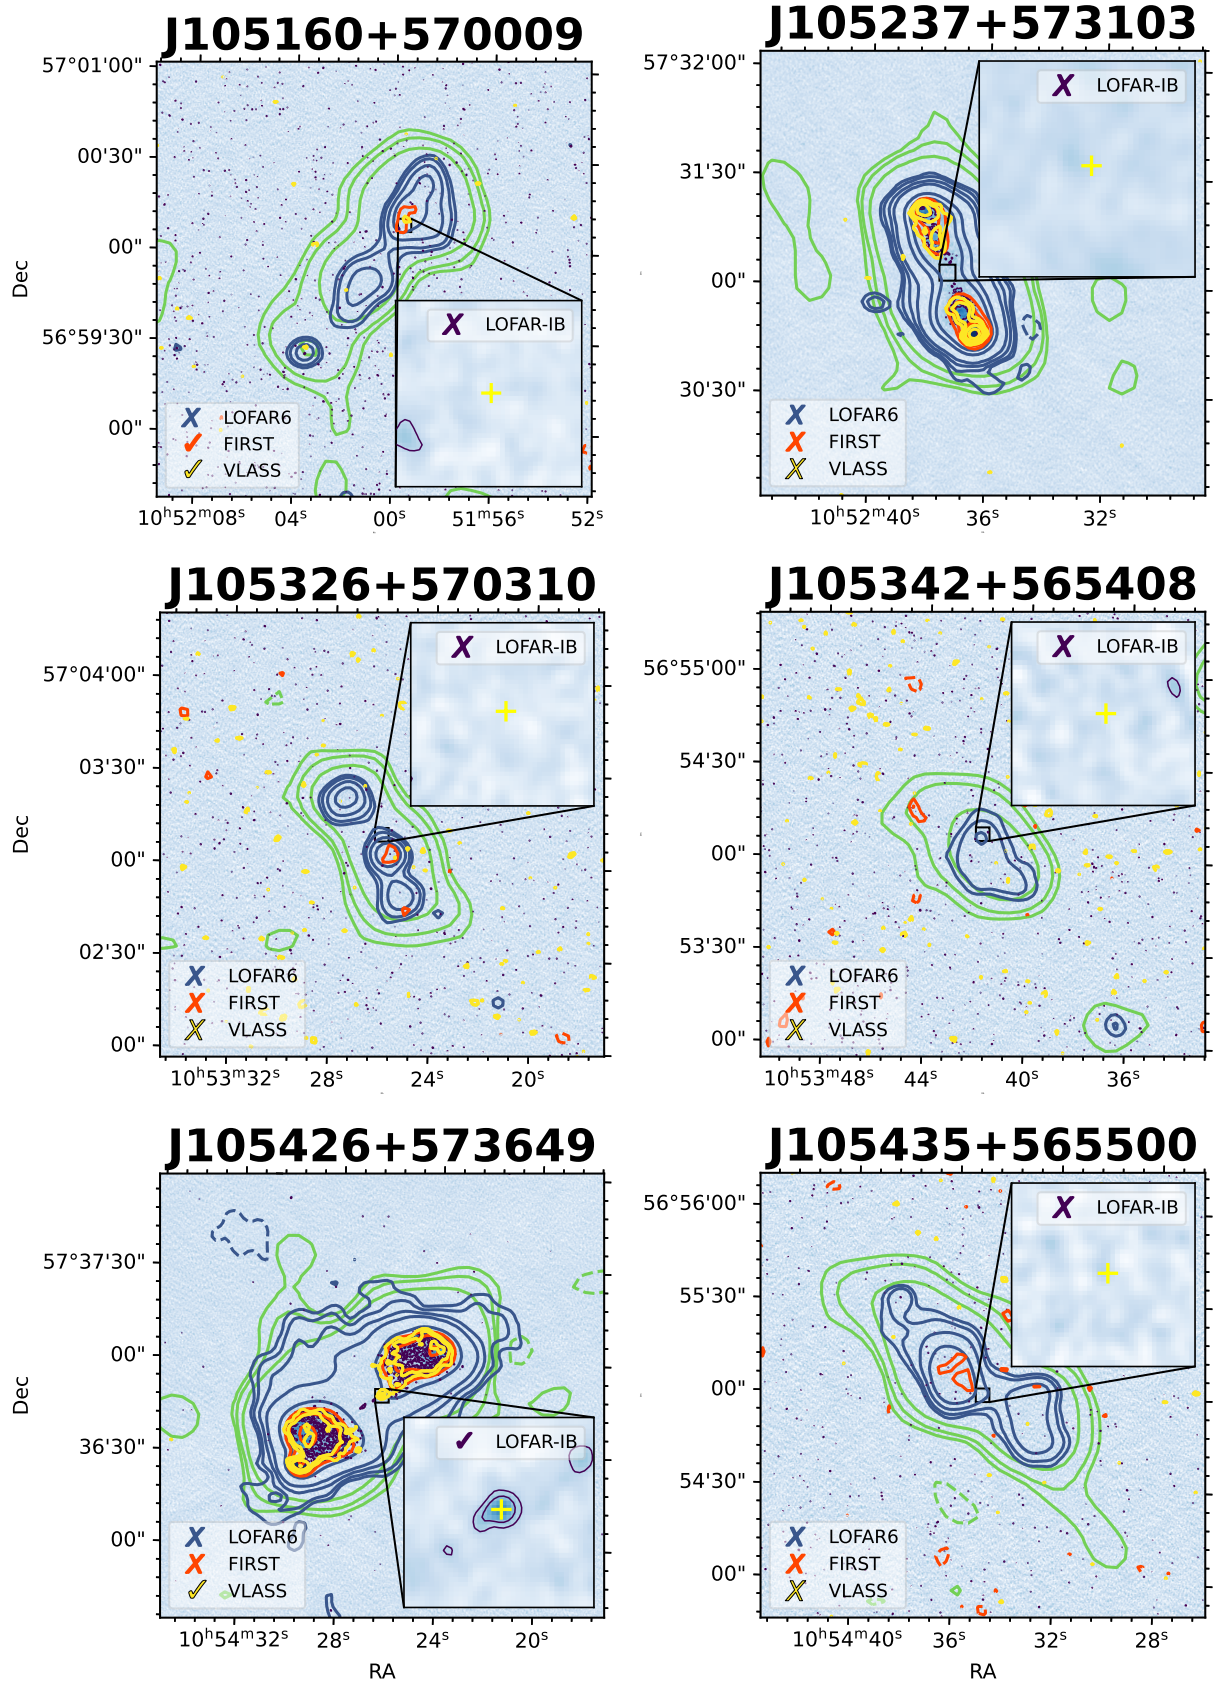 J105160+570009
57°01'00"
00'30"
00"
56°59'30"
00"
Dec
X LOFAR-IB
X LOFAR6
✓ FIRST
✓ VLASS
10ʰ52ᵐ08ˢ 04ˢ 00ˢ 51ᵐ56ˢ 52ˢ
J105237+573103
57°32'00"
31'30"
00"
30'30"
X LOFAR-IB
X LOFAR6
X FIRST
X VLASS
10ʰ52ᵐ40ˢ 36ˢ 32ˢ
J105326+570310
57°04'00"
03'30"
00"
02'30"
00"
Dec
X LOFAR-IB
X LOFAR6
X FIRST
X VLASS
10ʰ53ᵐ32ˢ 28ˢ 24ˢ 20ˢ
J105342+565408
56°55'00"
54'30"
00"
53'30"
00"
X LOFAR-IB
X LOFAR6
X FIRST
X VLASS
10ʰ53ᵐ48ˢ 44ˢ 40ˢ 36ˢ
J105426+573649
57°37'30"
00"
36'30"
00"
Dec
✓ LOFAR-IB
X LOFAR6
X FIRST
✓ VLASS
10ʰ54ᵐ32ˢ 28ˢ 24ˢ 20ˢ
RA
J105435+565500
56°56'00"
55'30"
00"
54'30"
00"
X LOFAR-IB
X LOFAR6
X FIRST
X VLASS
10ʰ54ᵐ40ˢ 36ˢ 32ˢ 28ˢ
RA